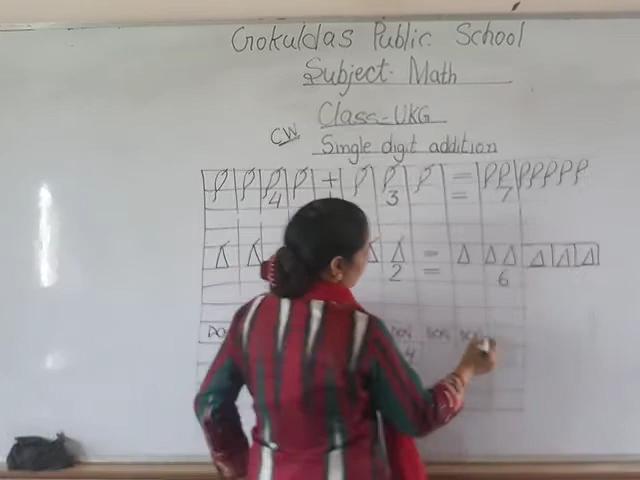 Gokuldas Public School
Subject- Math
Class-UKG
CW
Single digit addition
+ =
4 3 = 7
=
2 = 6
4